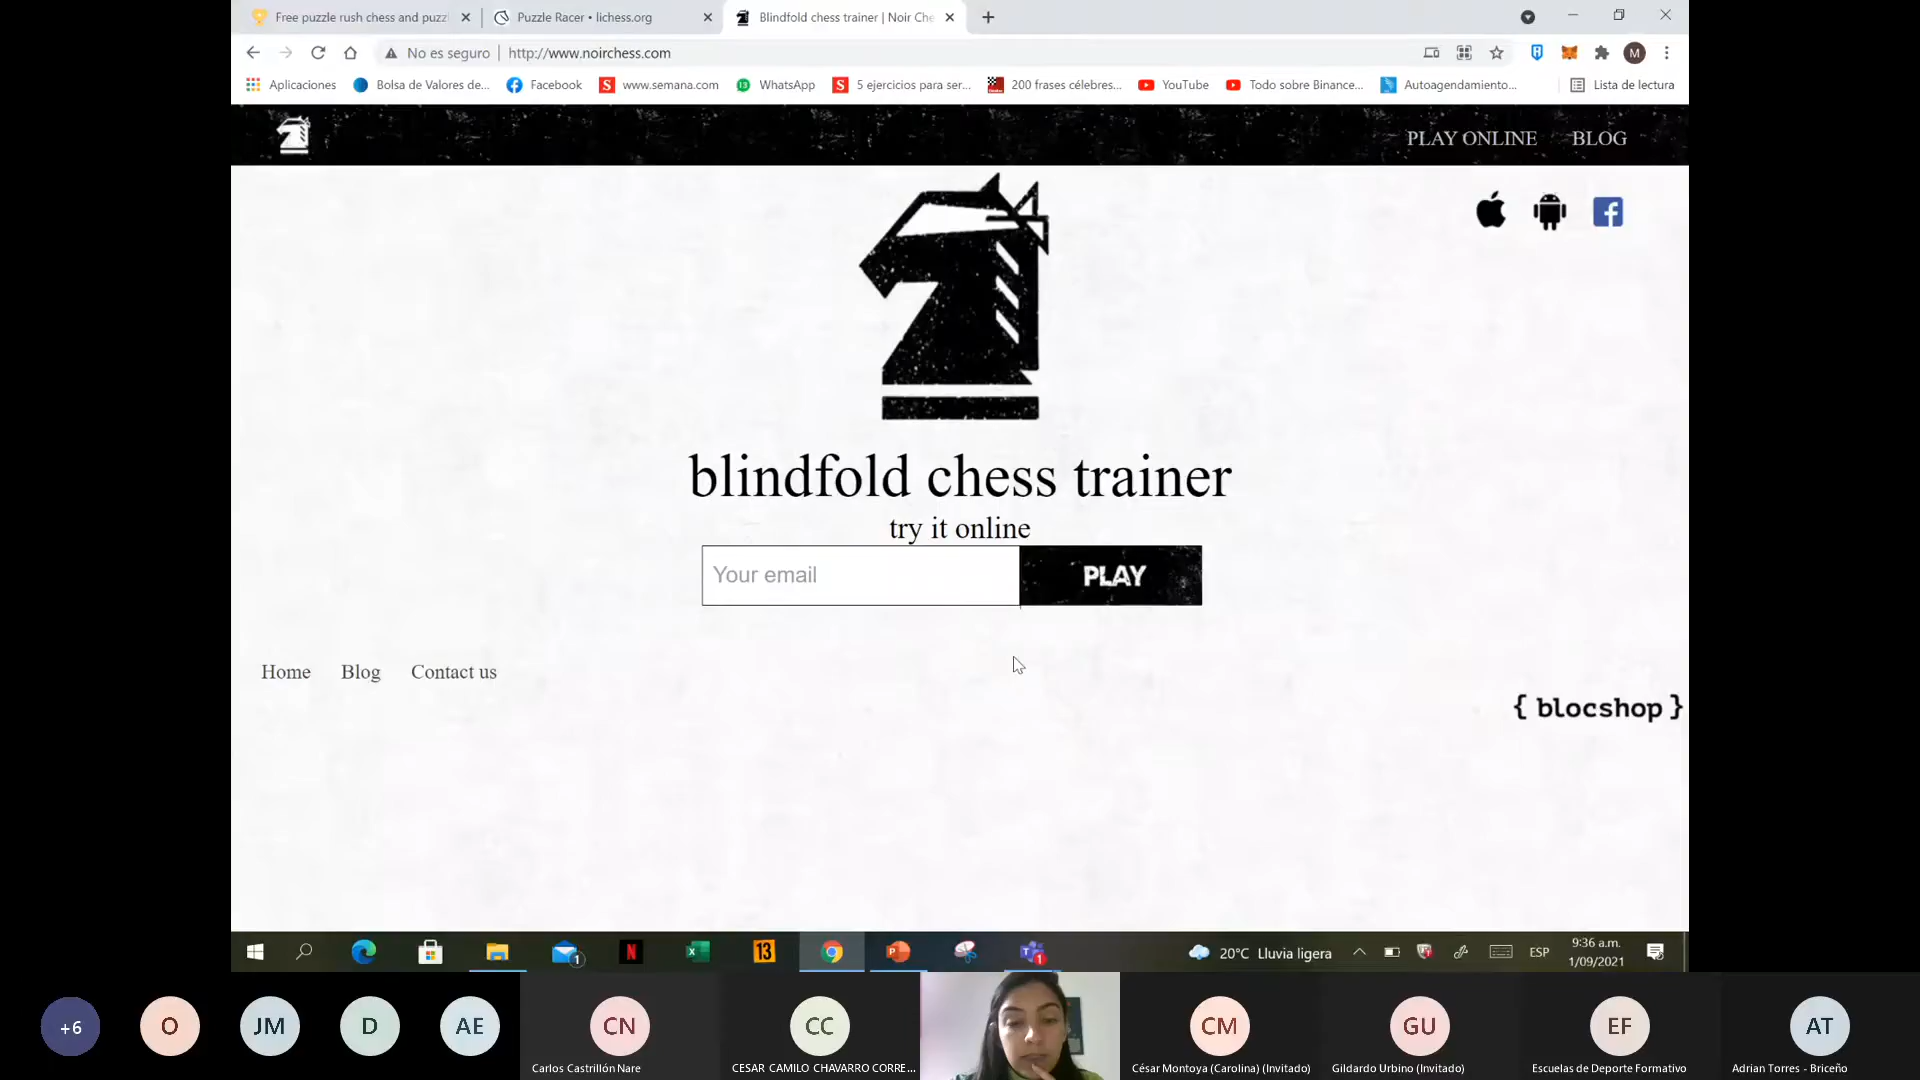 Free puzzle rush chess and puzzl
Puzzle Racer • lichess.org
Blindfold chess trainer | Noir Che
No es seguro
http://www.noirchess.com
M
Aplicaciones
Bolsa de Valores de...
Facebook
www.semana.com
13
WhatsApp
5 ejercicios para ser...
200 frases célebres...
YouTube
Todo sobre Binance...
Autoagendamiento...
Lista de lectura
PLAY ONLINE
BLOG
blindfold chess trainer
try it online
Your email
PLAY
Home
Blog
Contact us
{ blocshop }
1
N
13
1
20°C Lluvia ligera
ESP
9:36 a.m.
1/09/2021
+6
O
JM
D
AE
CN
CC
CM
GU
EF
AT
Carlos Castrillón Nare
CESAR CAMILO CHAVARRO CORRE...
César Montoya (Carolina) (Invitado)
Gildardo Urbino (Invitado)
Escuelas de Deporte Formativo
Adrian Torres - Briceño